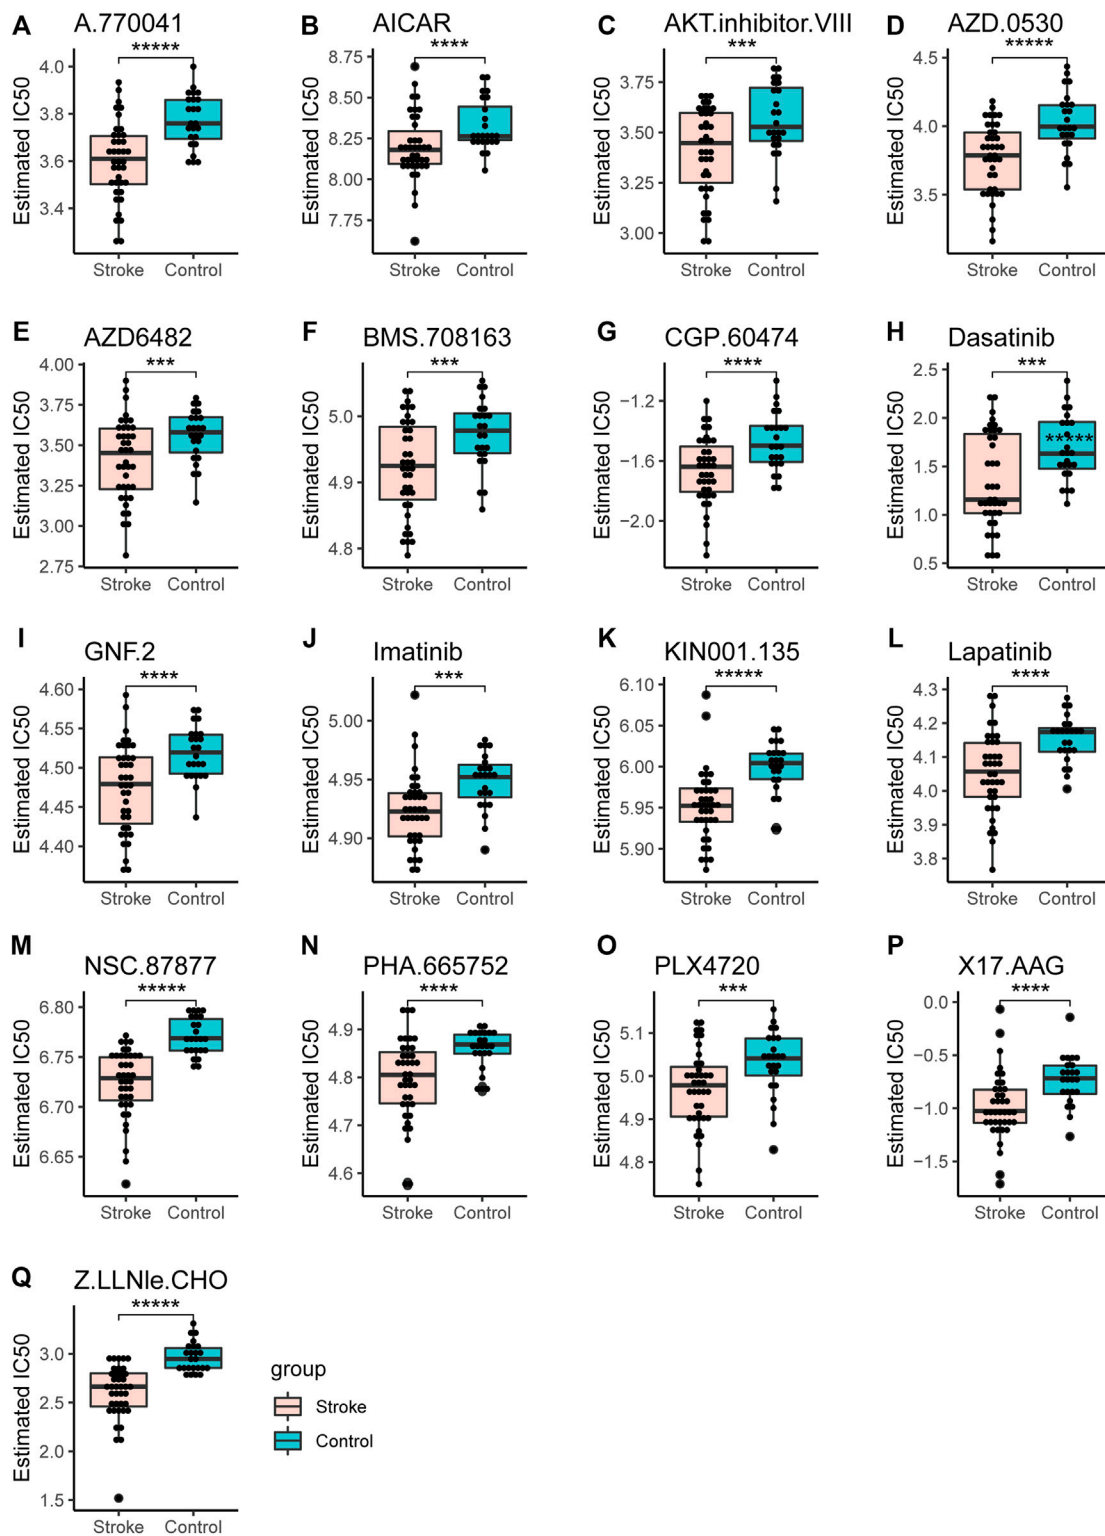 A A.770041
*****
Estimated IC50
4.0
3.8
3.6
3.4
Stroke Control
B AICAR
****
Estimated IC50
8.75
8.50
8.25
8.00
7.75
Stroke Control
C AKT.inhibitor.VIII
***
Estimated IC50
3.75
3.50
3.25
3.00
Stroke Control
D AZD.0530
*****
Estimated IC50
4.5
4.0
3.5
Stroke Control
E AZD6482
***
Estimated IC50
4.00
3.75
3.50
3.25
3.00
2.75
Stroke Control
F BMS.708163
***
Estimated IC50
5.0
4.9
4.8
Stroke Control
G CGP.60474
****
Estimated IC50
−1.2
−1.6
−2.0
Stroke Control
H Dasatinib
***
*****
Estimated IC50
2.5
2.0
1.5
1.0
0.5
Stroke Control
I GNF.2
****
Estimated IC50
4.60
4.55
4.50
4.45
4.40
Stroke Control
J Imatinib
***
Estimated IC50
5.00
4.95
4.90
Stroke Control
K KIN001.135
*****
Estimated IC50
6.10
6.05
6.00
5.95
5.90
Stroke Control
L Lapatinib
****
Estimated IC50
4.3
4.2
4.1
4.0
3.9
3.8
Stroke Control
M NSC.87877
*****
Estimated IC50
6.80
6.75
6.70
6.65
Stroke Control
N PHA.665752
****
Estimated IC50
4.9
4.8
4.7
4.6
Stroke Control
O PLX4720
***
Estimated IC50
5.1
5.0
4.9
4.8
Stroke Control
P X17.AAG
****
Estimated IC50
0.0
−0.5
−1.0
−1.5
Stroke Control
Q Z.LLNle.CHO
*****
Estimated IC50
3.0
2.5
2.0
1.5
Stroke Control
group
Stroke
Control